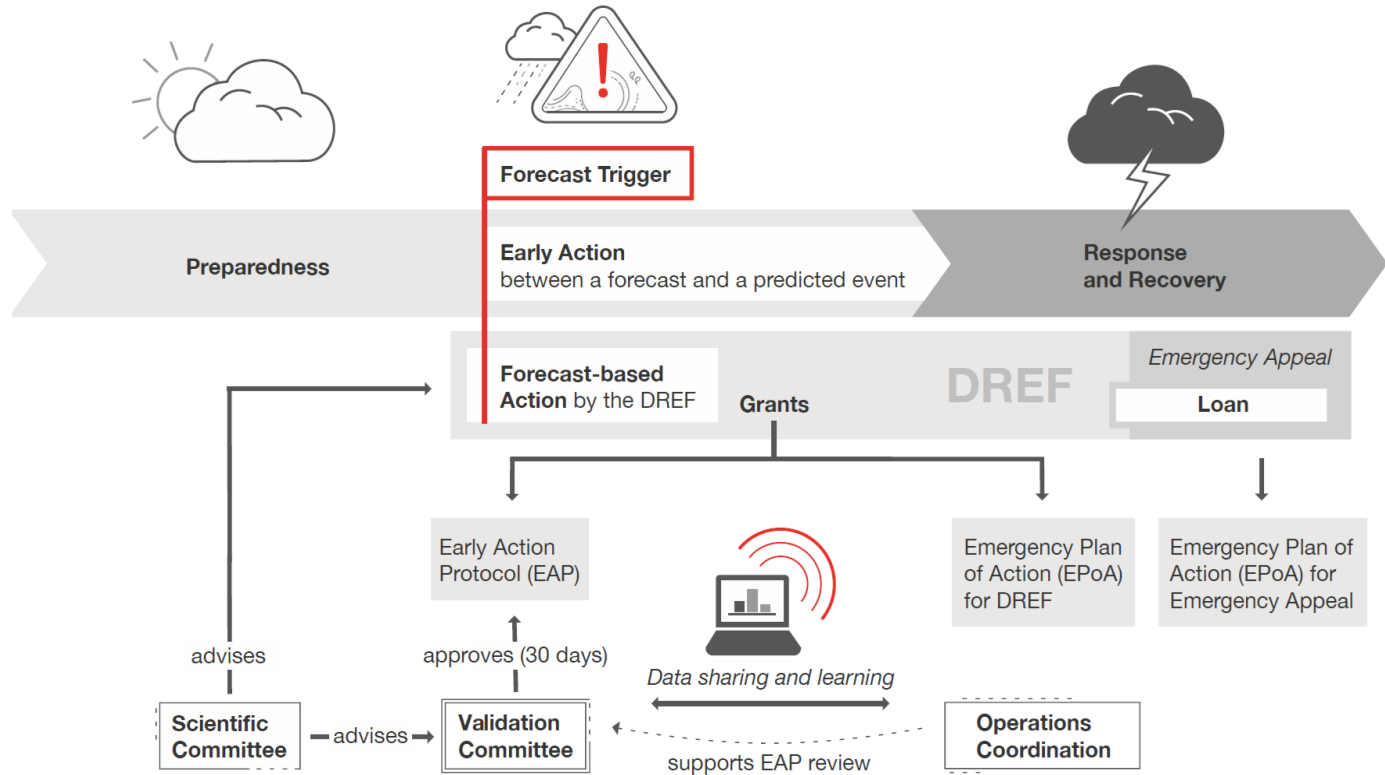 Forecast Trigger
Preparedness
Early Action
between a forecast and a predicted event
Response
and Recovery
Forecast-based
Action by the DREF
Grants
DREF
Emergency Appeal
Loan
Early Action
Protocol (EAP)
Emergency Plan
of Action (EPoA)
for DREF
Emergency Plan of
Action (EPoA) for
Emergency Appeal
advises
approves (30 days)
Data sharing and learning
Scientific
Committee
advises
Validation
Committee
Operations
Coordination
supports EAP review